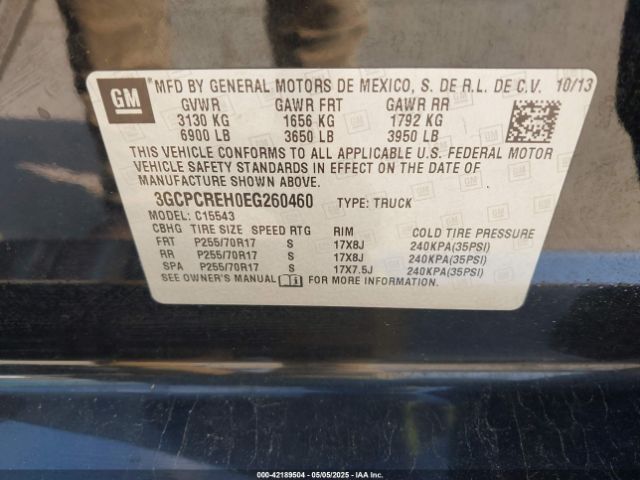 GM
MFD BY GENERAL MOTORS DE MEXICO, S. DE R.L. DE C.V. 10/13
GVWR GAWR FRT GAWR RR
3130 KG 1656 KG 1792 KG
6900 LB 3650 LB 3950 LB
THIS VEHICLE CONFORMS TO ALL APPLICABLE U.S. FEDERAL MOTOR
VEHICLE SAFETY STANDARDS IN EFFECT ON THE DATE OF
MANUFACTURE SHOWN ABOVE.
3GCPCREH0EG260460 TYPE: TRUCK
MODEL: C15543
CBHG TIRE SIZE SPEED RTG RIM COLD TIRE PRESSURE
FRT P255/70R17 S 17X8J 240KPA(35PSI)
RR P255/70R17 S 17X8J 240KPA(35PSI)
SPA P255/70R17 S 17X7.5J 240KPA(35PSI)
SEE OWNER'S MANUAL FOR MORE INFORMATION.
000-42189504 - 05/05/2025 - IAAI.COM - COPART